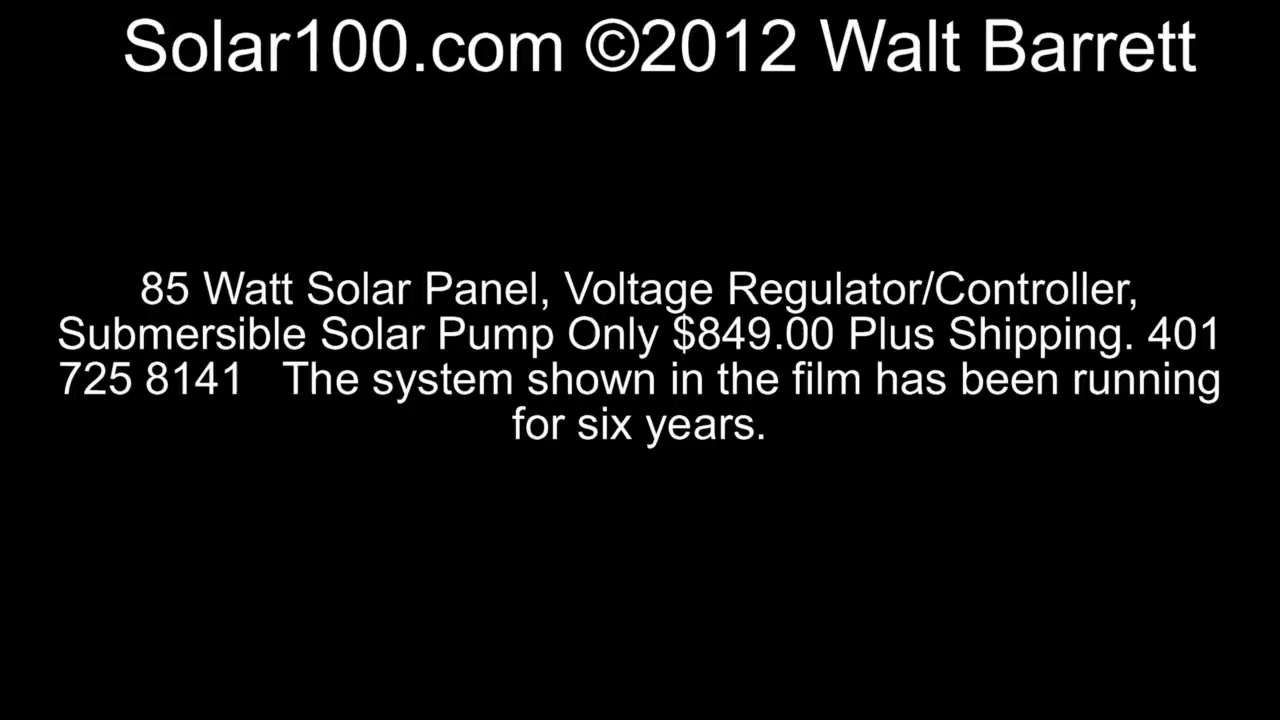 Solar100.com ©2012 Walt Barrett
85 Watt Solar Panel, Voltage Regulator/Controller,
Submersible Solar Pump Only $849.00 Plus Shipping. 401
725 8141   The system shown in the film has been running
for six years.